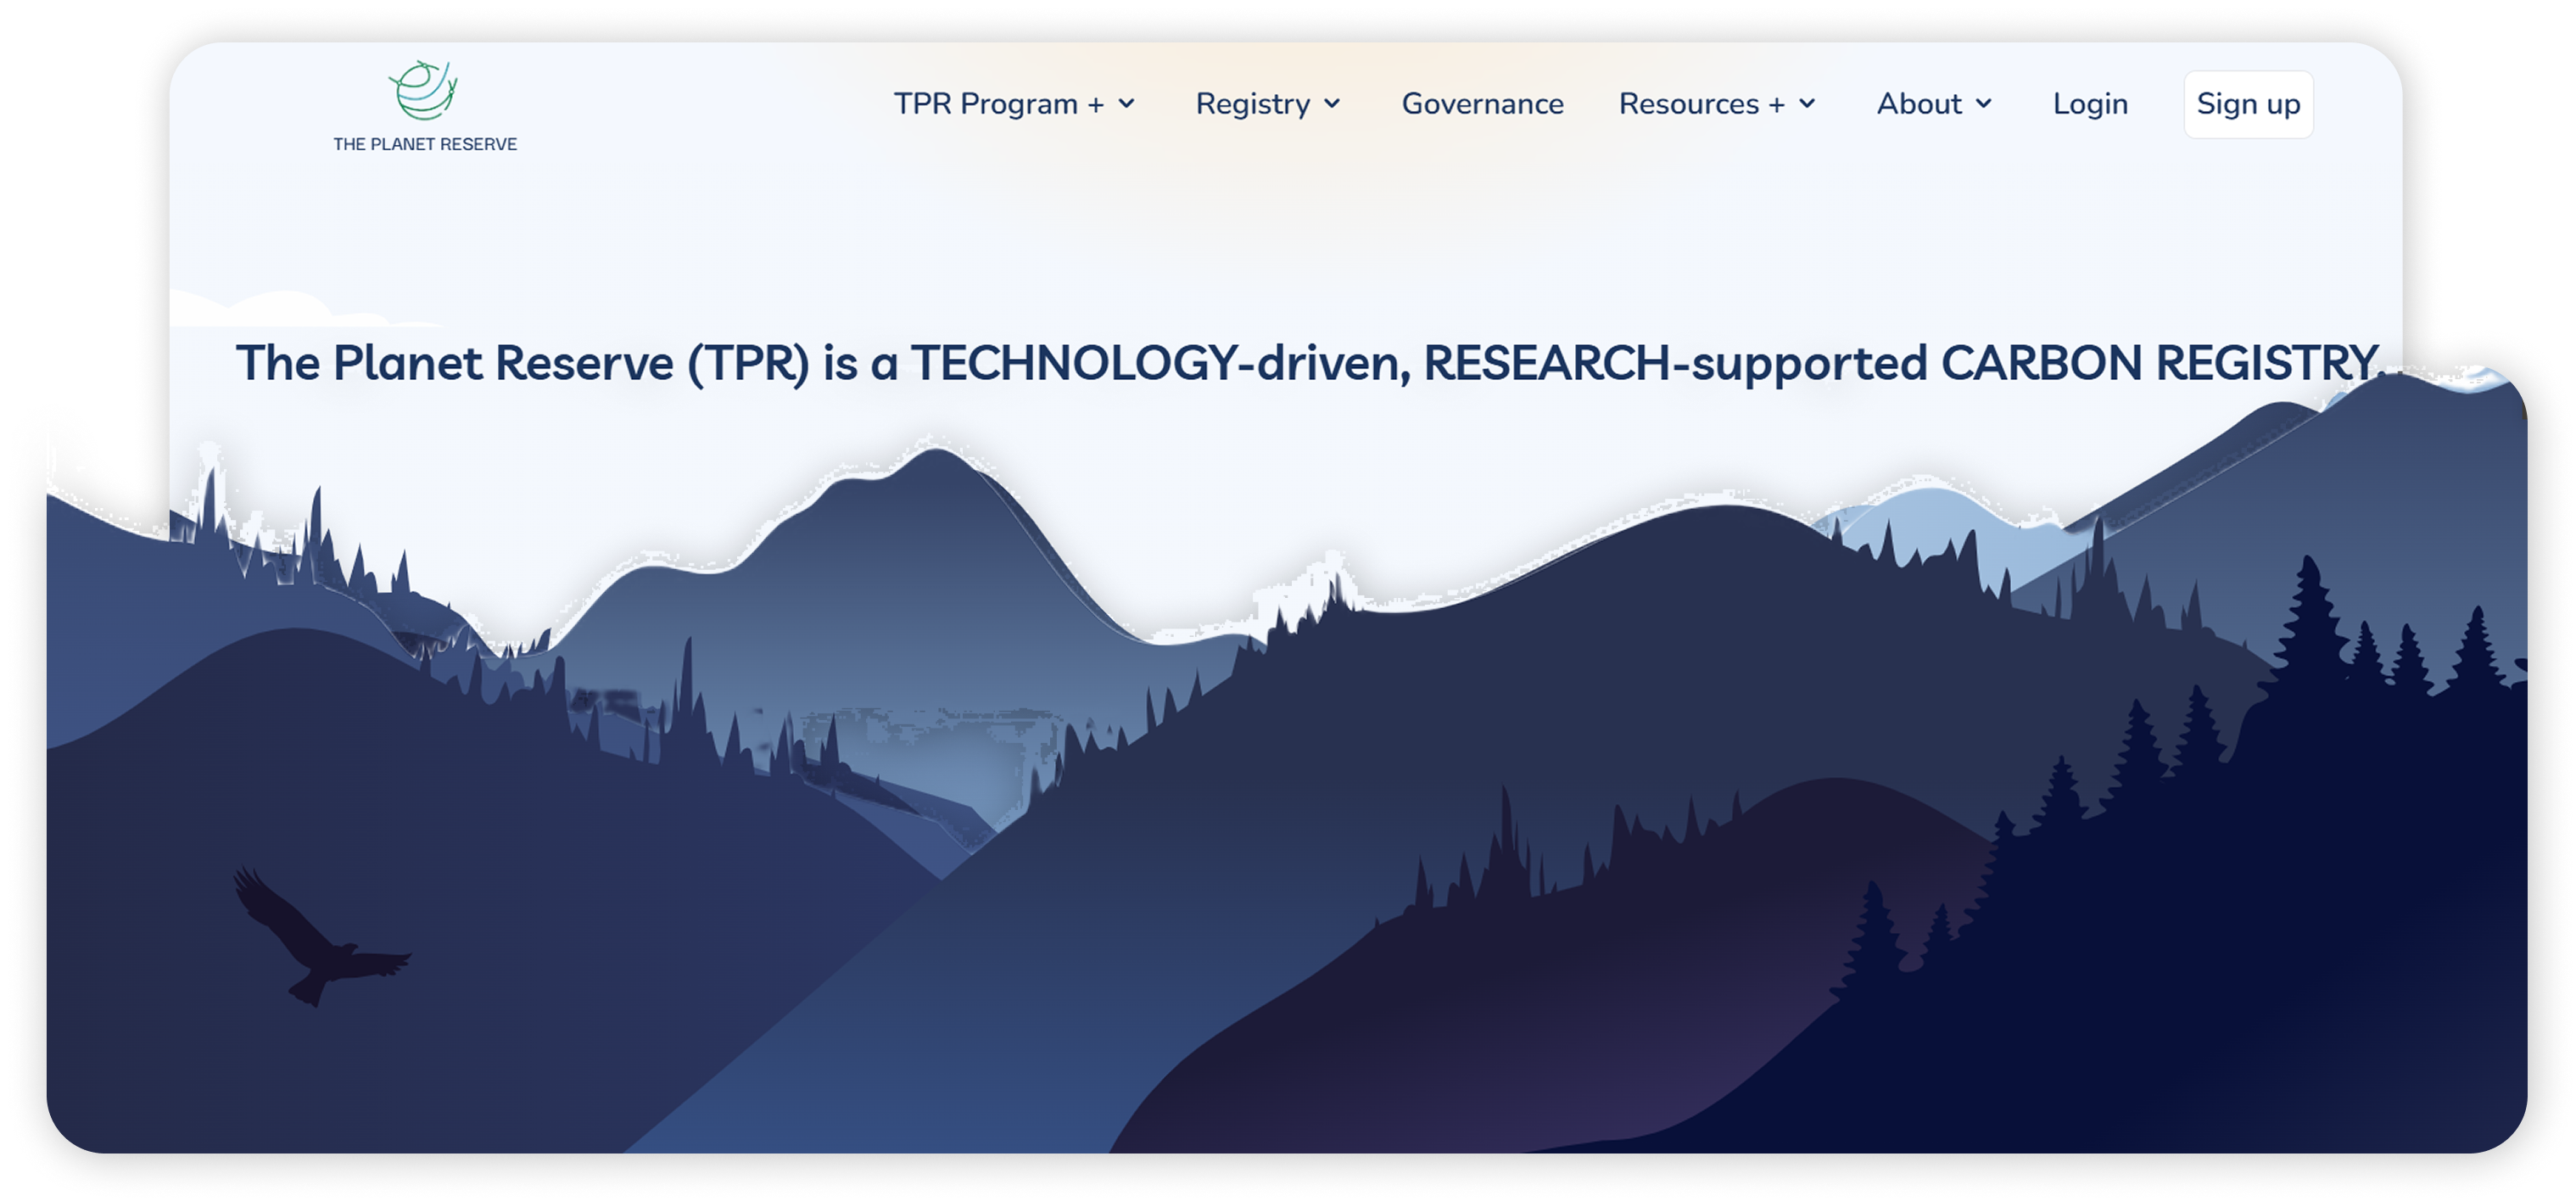 THE PLANET RESERVE
TPR Program + Registry Governance Resources + About Login Sign up
The Planet Reserve (TPR) is a TECHNOLOGY-driven, RESEARCH-supported CARBON REGISTRY.